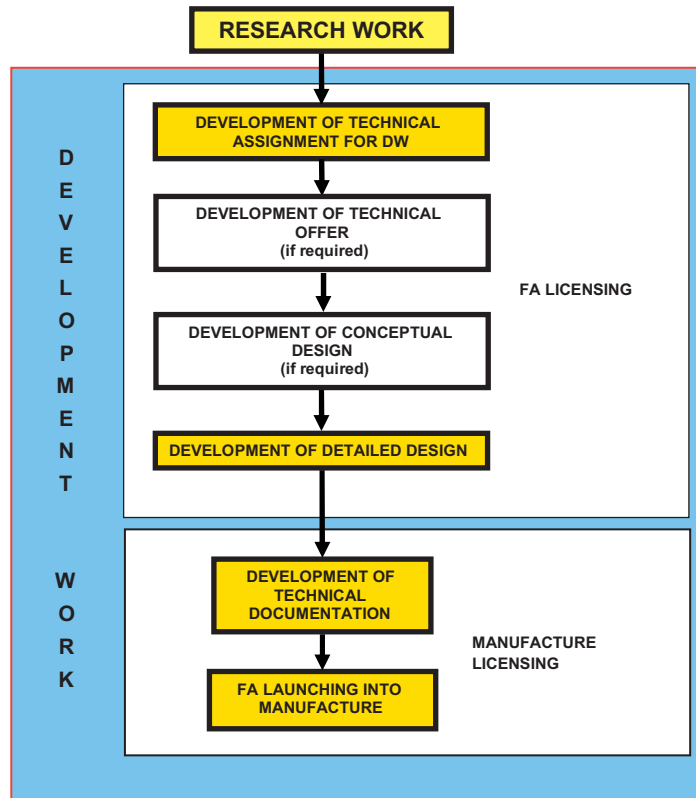 RESEARCH WORK
DEVELOPMENT OF TECHNICAL
ASSIGNMENT FOR DW
DEVELOPMENT OF TECHNICAL
OFFER
(if required)
FA LICENSING
DEVELOPMENT OF CONCEPTUAL
DESIGN
(if required)
DEVELOPMENT OF DETAILED DESIGN
DEVELOPMENT OF
TECHNICAL
DOCUMENTATION
MANUFACTURE
LICENSING
FA LAUNCHING INTO
MANUFACTURE
D
E
V
E
L
O
P
M
E
N
T
W
O
R
K